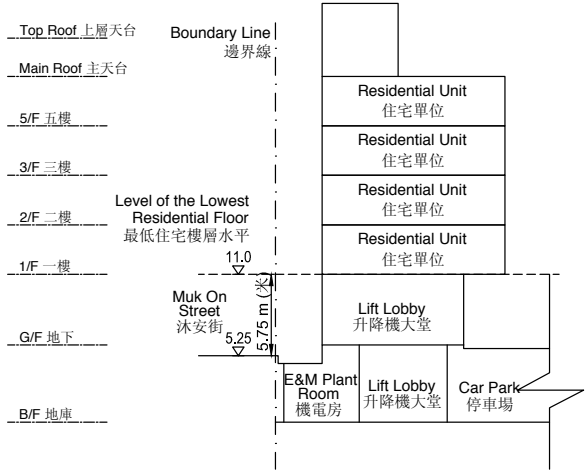 Top Roof 上層天台
Main Roof 主天台
5/F 五樓
3/F 三樓
2/F 二樓
1/F 一樓
G/F 地下
B/F 地庫
Boundary Line
邊界線
Level of the Lowest
Residential Floor
最低住宅樓層水平
11.0
Muk On
Street
沐安街
5.25
5.75 m (米)
Residential Unit
住宅單位
Residential Unit
住宅單位
Residential Unit
住宅單位
Residential Unit
住宅單位
Lift Lobby
升降機大堂
E&M Plant
Room
機電房
Lift Lobby
升降機大堂
Car Park
停車場